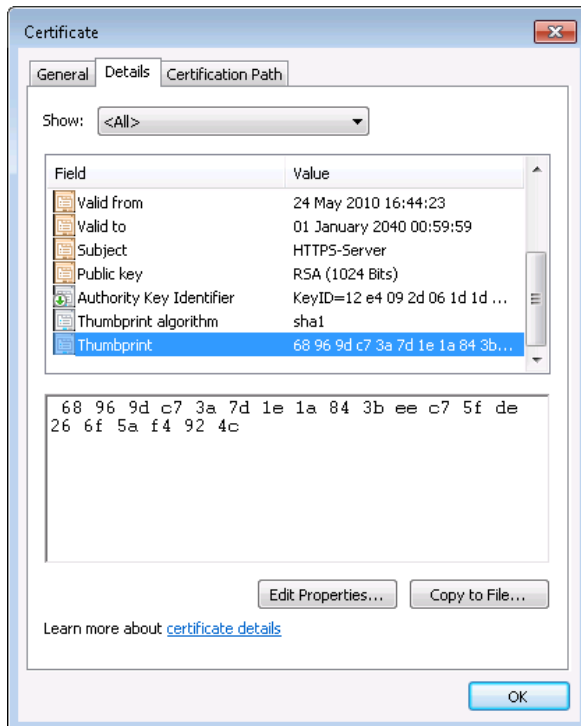 Certificate
General Details Certification Path
Show: <All>
Field Value
Valid from 24 May 2010 16:44:23
Valid to 01 January 2040 00:59:59
Subject HTTPS-Server
Public key RSA (1024 Bits)
Authority Key Identifier KeyID=12 e4 09 2d 06 1d 1d ...
Thumbprint algorithm sha1
Thumbprint 68 96 9d c7 3a 7d 1e 1a 84 3b...
68 96 9d c7 3a 7d 1e 1a 84 3b ee c7 5f de
26 6f 5a f4 92 4c
Edit Properties... Copy to File...
Learn more about certificate details
OK